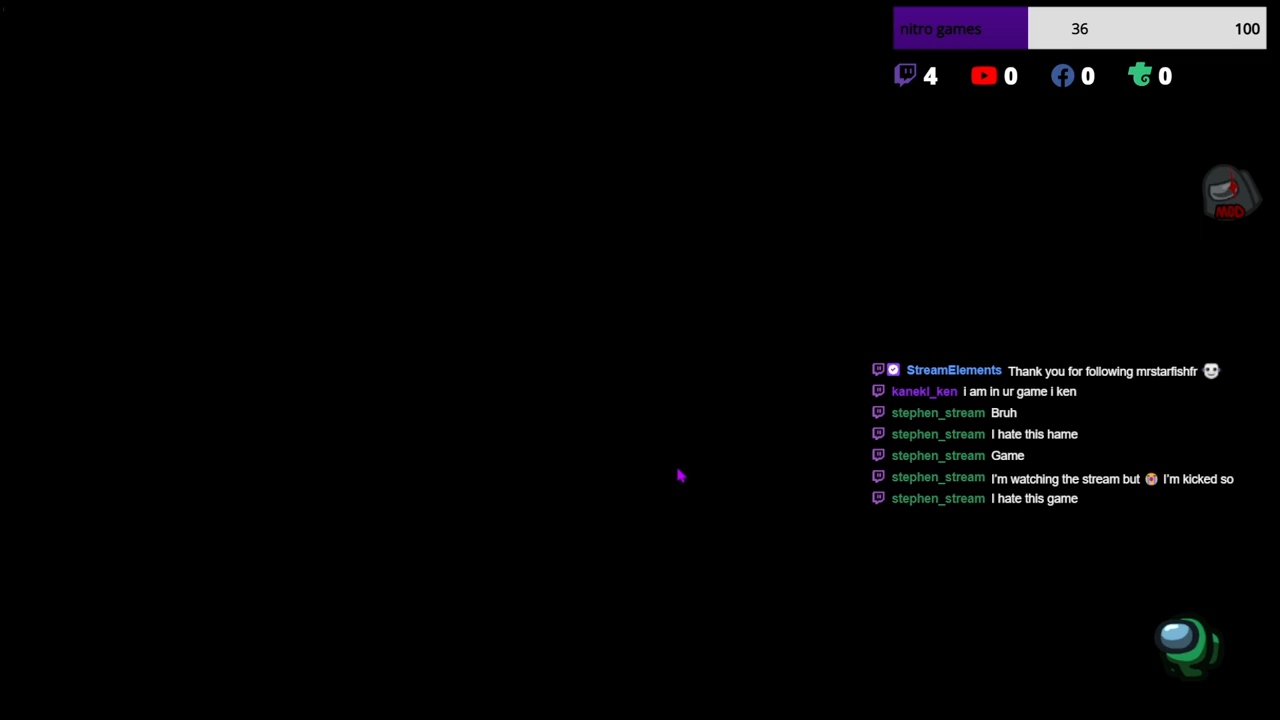 nitro games 36 100
4 0 0 0
MOD
StreamElements Thank you for following mrstarfishfr
kanekl_ken i am in ur game i ken
stephen_stream Bruh
stephen_stream I hate this hame
stephen_stream Game
stephen_stream I'm watching the stream but 😭 I'm kicked so
stephen_stream I hate this game